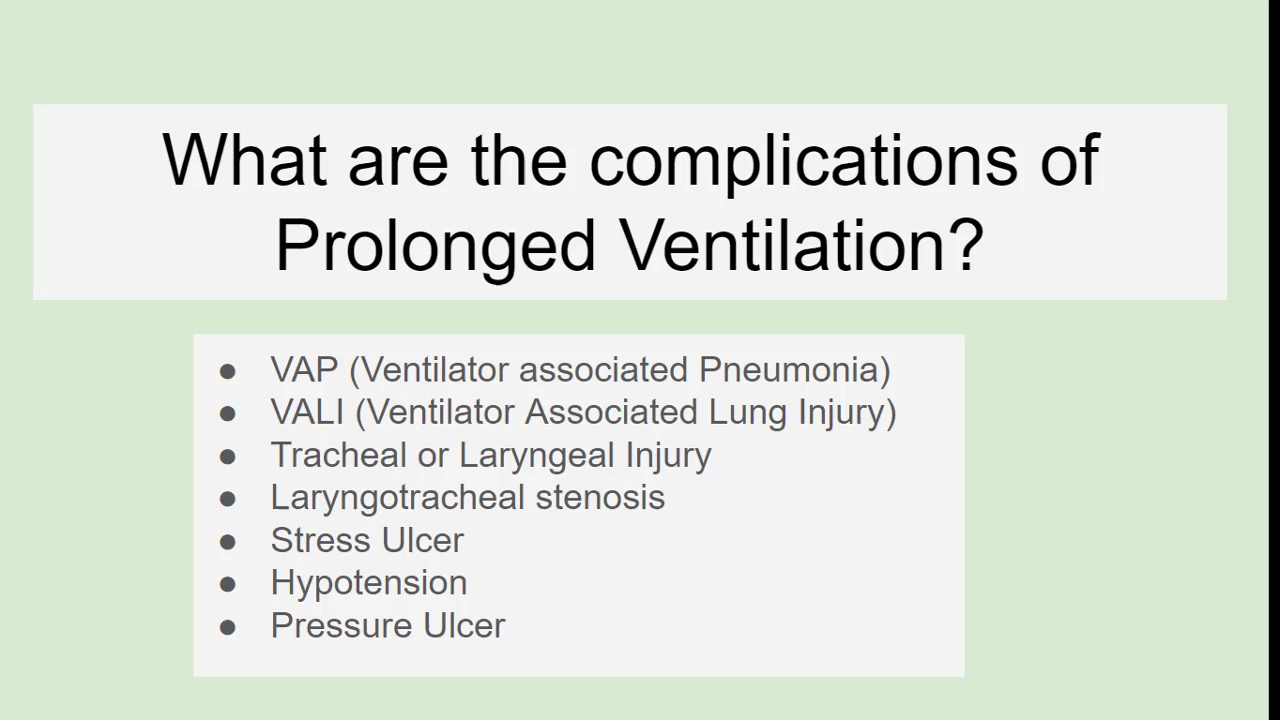 What are the complications of
Prolonged Ventilation?
● VAP (Ventilator associated Pneumonia)
● VALI (Ventilator Associated Lung Injury)
● Tracheal or Laryngeal Injury
● Laryngotracheal stenosis
● Stress Ulcer
● Hypotension
● Pressure Ulcer